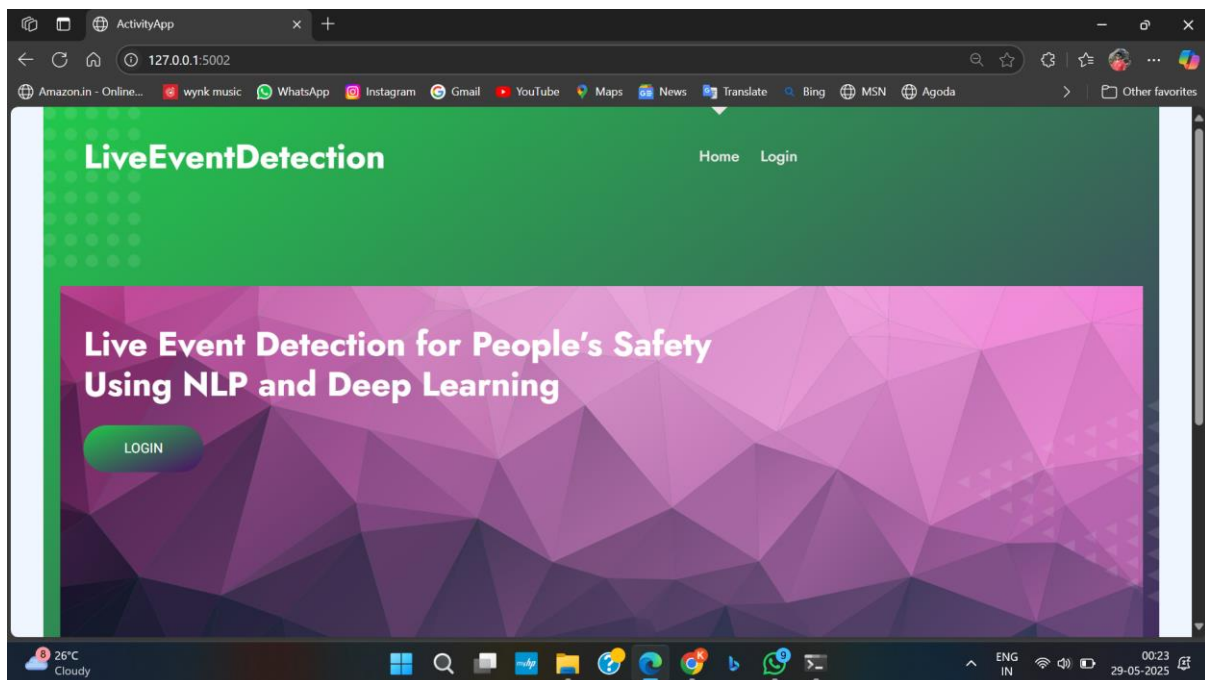 ActivityApp
127.0.0.1:5002
Amazon.in - Online... wynk music WhatsApp Instagram Gmail YouTube Maps News Translate Bing MSN Agoda Other favorites
LiveEventDetection
Home Login
Live Event Detection for People's Safety
Using NLP and Deep Learning
LOGIN
8 26°C
Cloudy
9
ENG
IN
00:23
29-05-2025